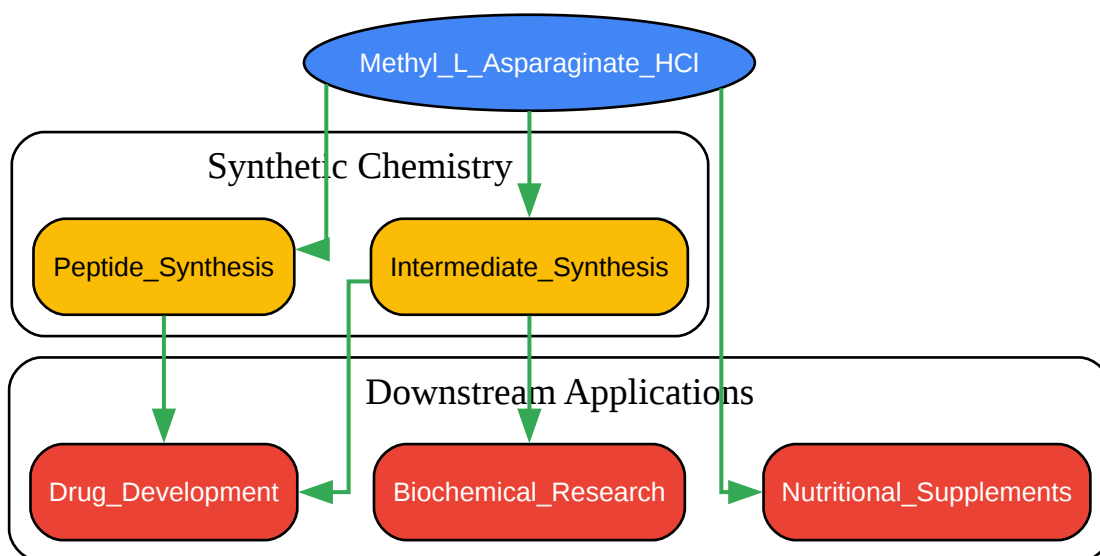 Methyl_L_Asparaginate_HCl
Synthetic Chemistry
Peptide_Synthesis
Intermediate_Synthesis
Downstream Applications
Drug_Development
Biochemical_Research
Nutritional_Supplements